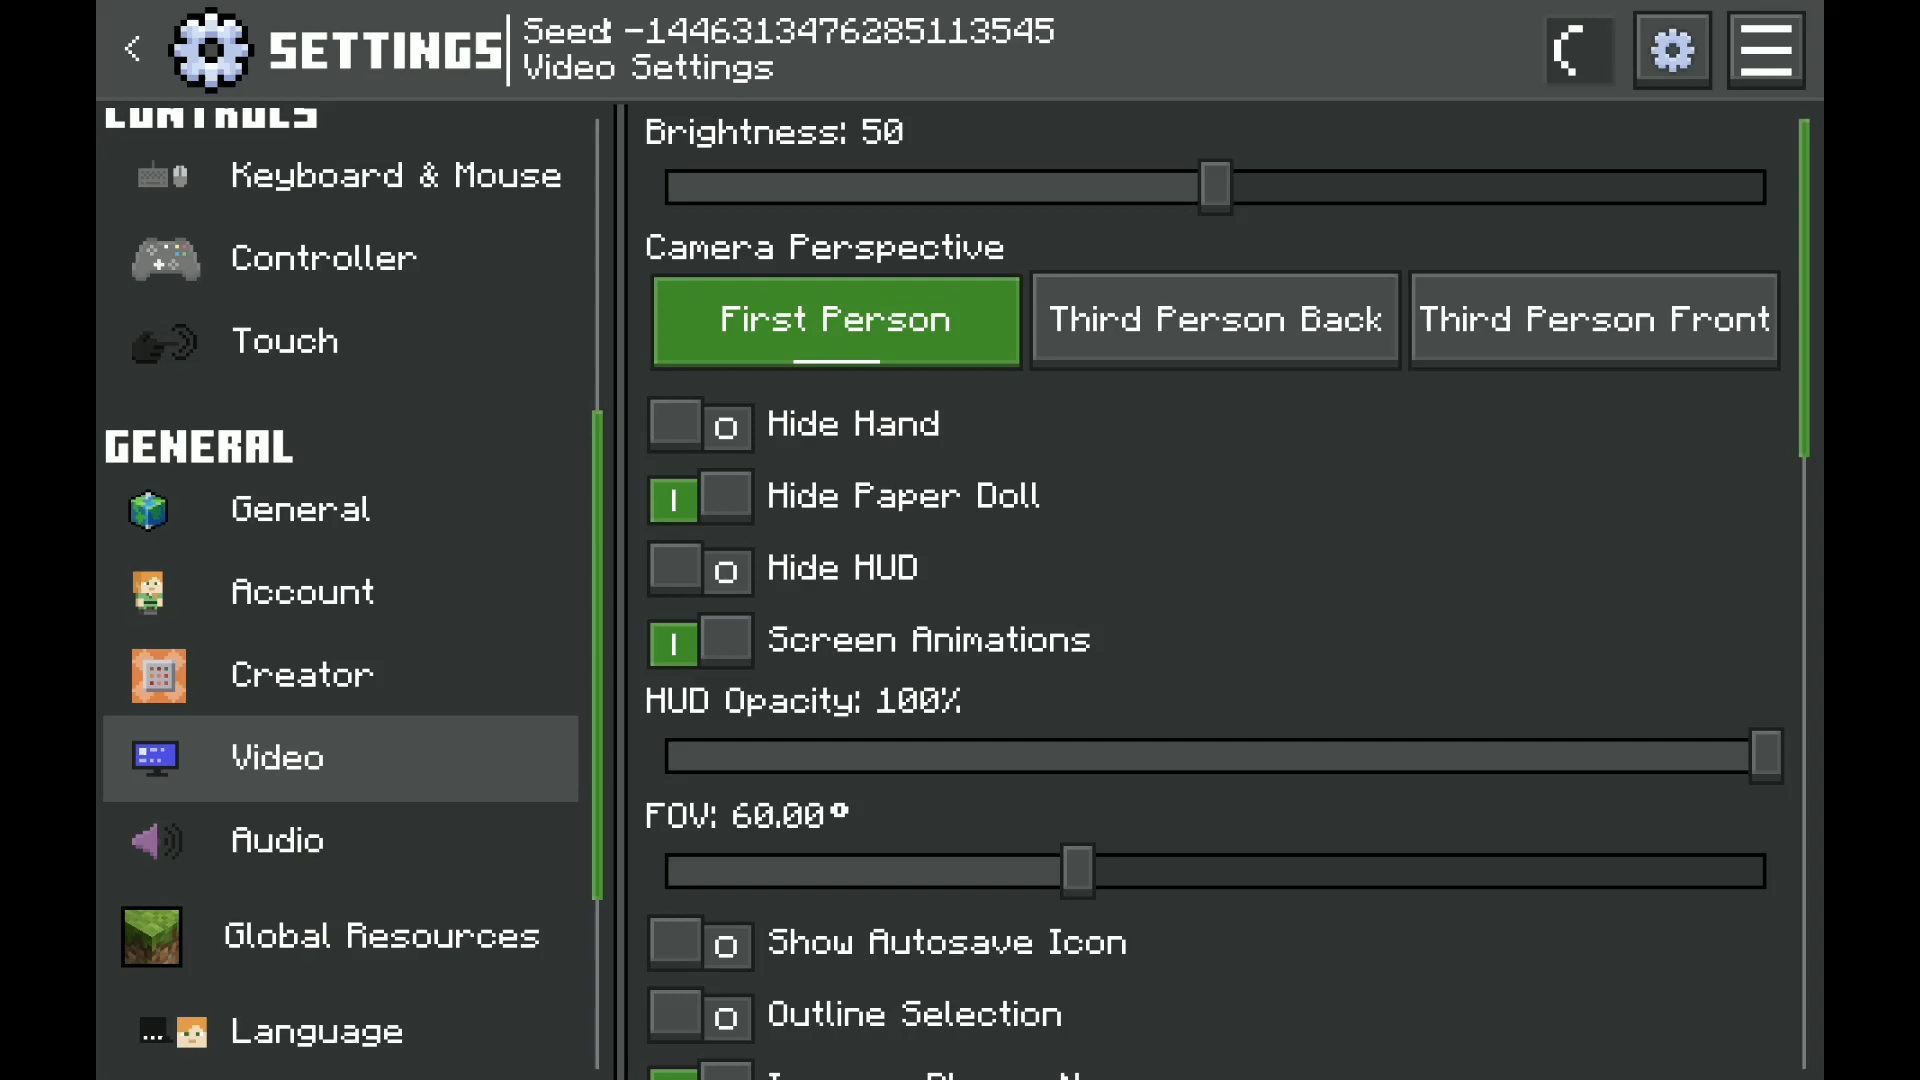 SETTINGS
Seed: -1446313476285113545
Video Settings
CONTROLS
Keyboard & Mouse
Controller
Touch
GENERAL
General
Account
Creator
Video
Audio
Global Resources
Language
Brightness: 50
Camera Perspective
First Person
Third Person Back
Third Person Front
Hide Hand
Hide Paper Doll
Hide HUD
Screen Animations
HUD Opacity: 100%
FOV: 60.00°
Show Autosave Icon
Outline Selection